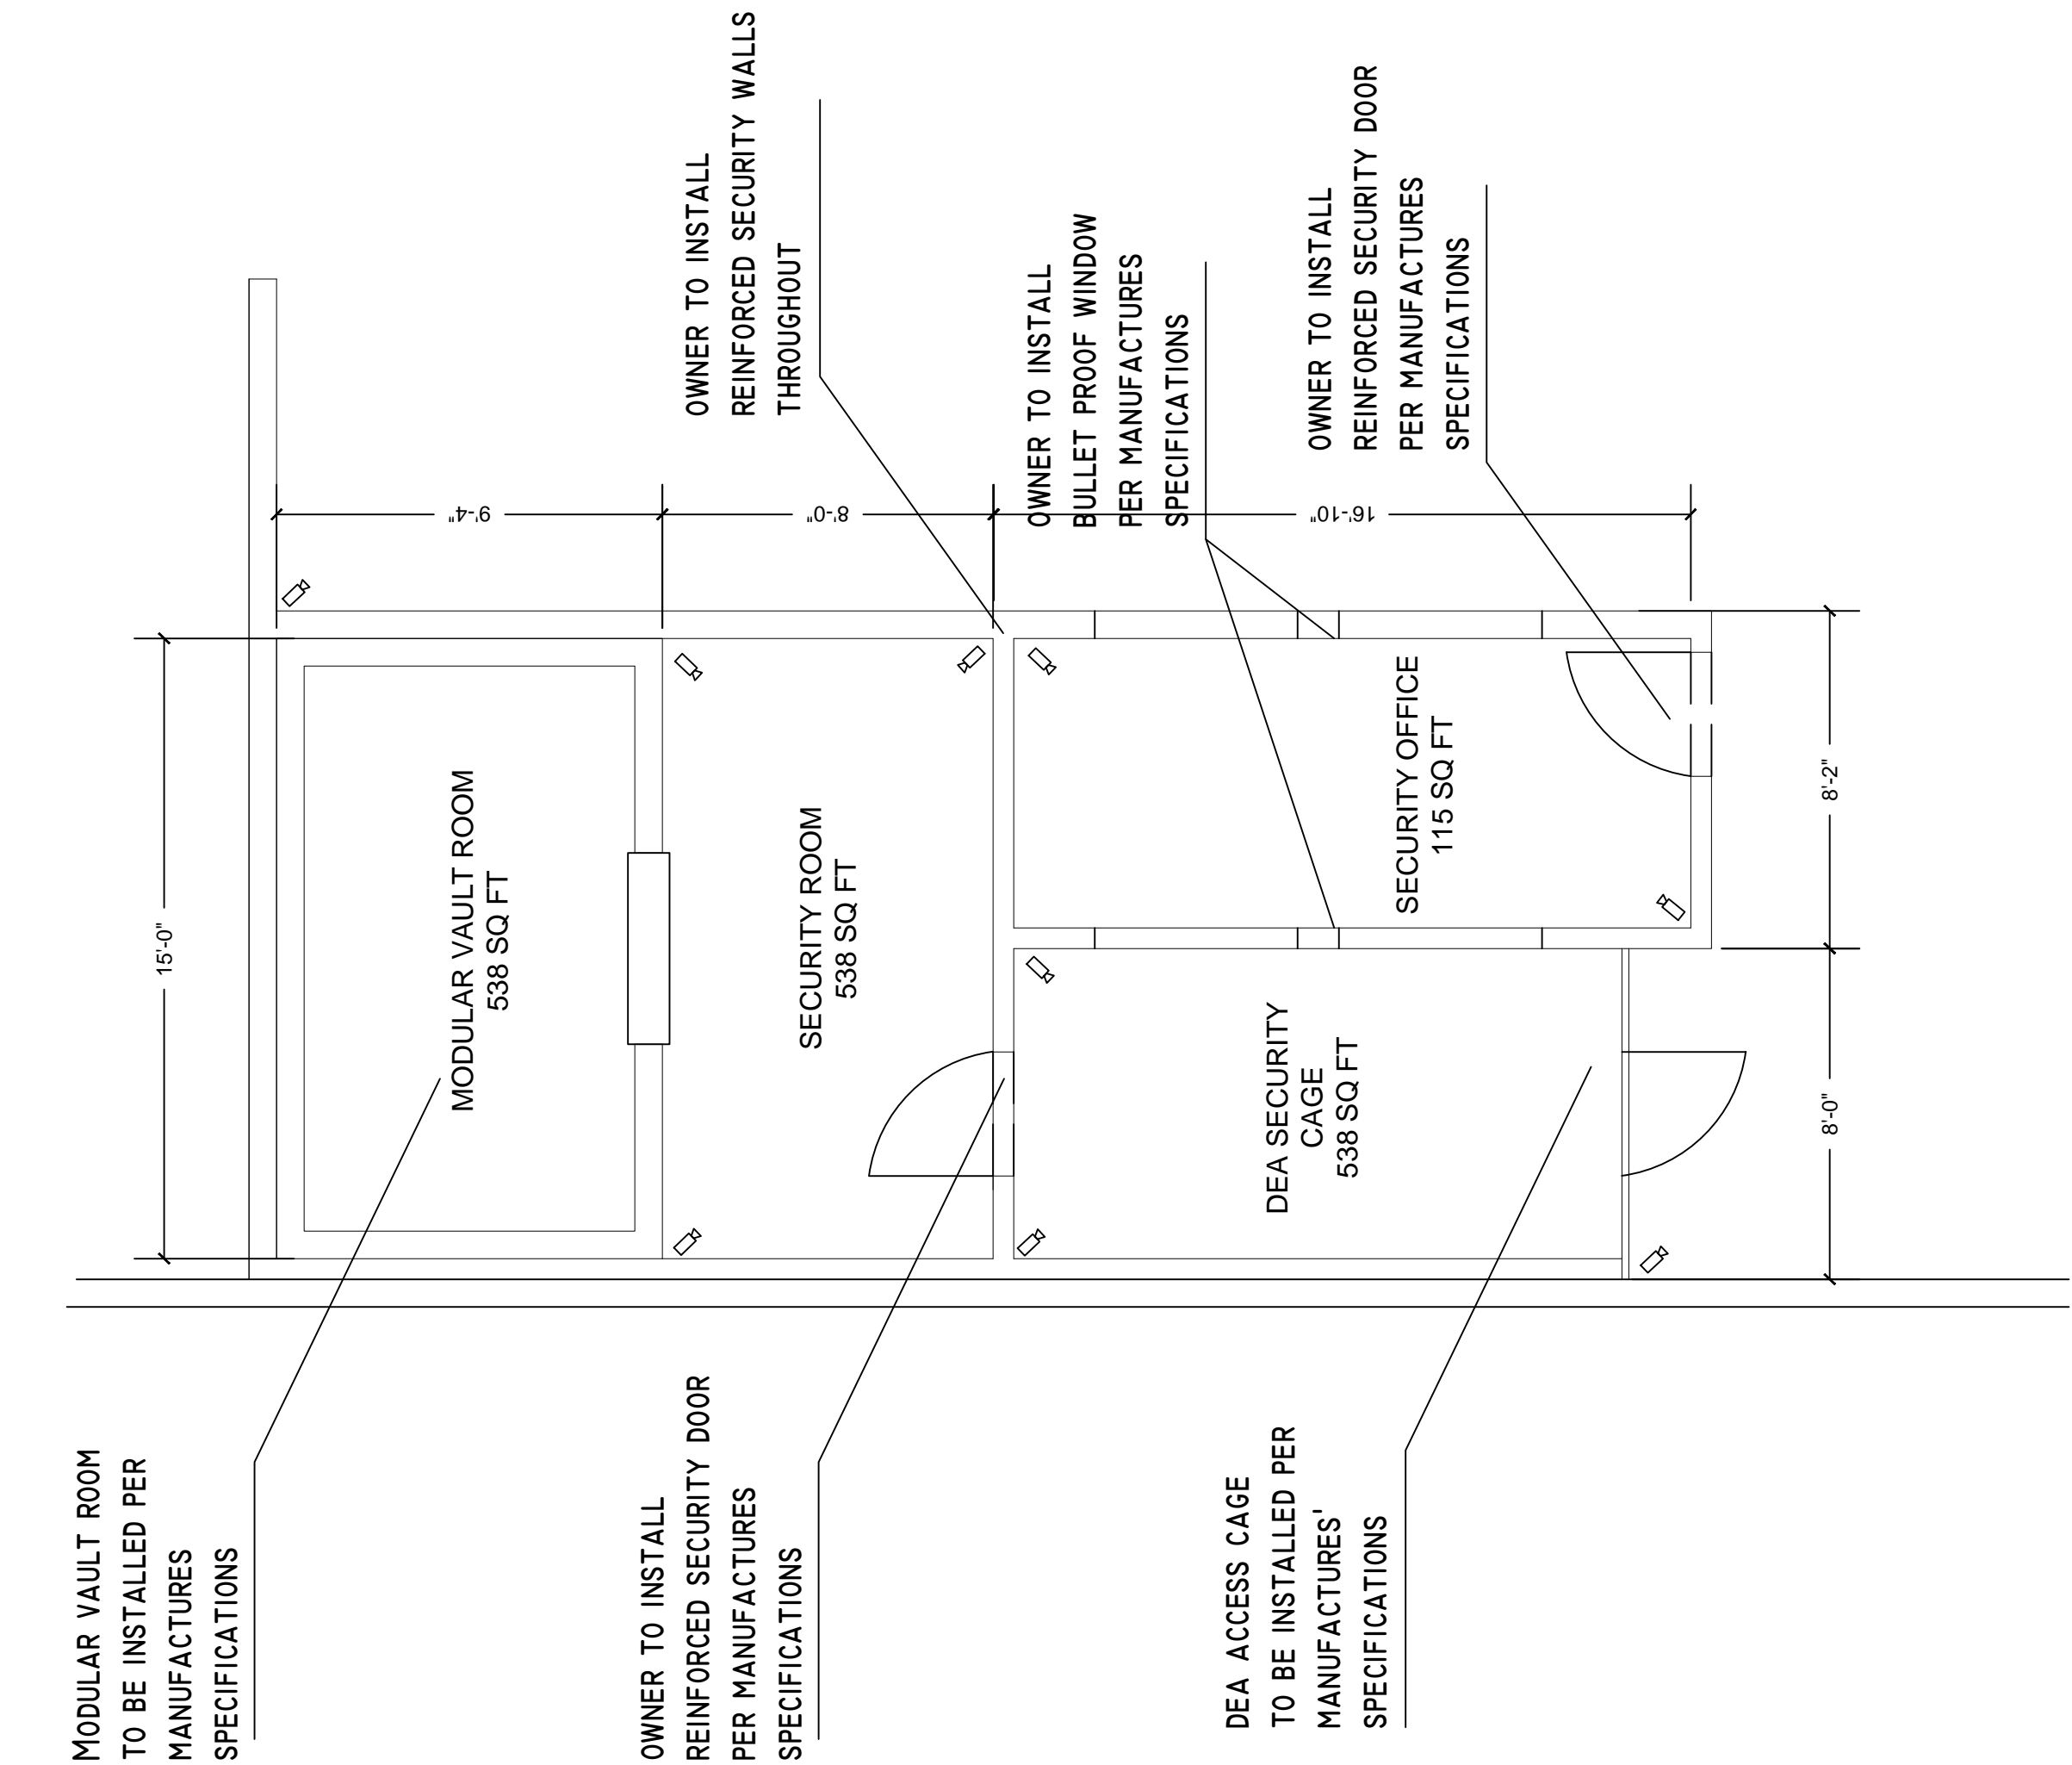 MODULAR VAULT ROOM
TO BE INSTALLED PER
MANUFACTURES
SPECIFICATIONS
15'-0"
MODULAR VAULT ROOM
538 SQ FT
9'-4"
OWNER TO INSTALL
REINFORCED SECURITY DOOR
PER MANUFACTURES
SPECIFICATIONS
SECURITY ROOM
538 SQ FT
8'-0"
OWNER TO INSTALL
REINFORCED SECURITY WALLS
THROUGHOUT
OWNER TO INSTALL
BULLET PROOF WINDOW
PER MANUFACTURES
SPECIFICATIONS
DEA ACCESS CAGE
TO BE INSTALLED PER
MANUFACTURES'
SPECIFICATIONS
DEA SECURITY
CAGE
538 SQ FT
SECURITY OFFICE
115 SQ FT
16'-10"
OWNER TO INSTALL
REINFORCED SECURITY DOOR
PER MANUFACTURES
SPECIFICATIONS
8'-0"
8'-2"